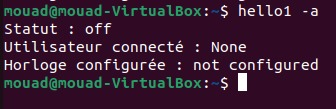 mouad@mouad-VirtualBox:~$ hello1 -a
Statut : off
Utilisateur connecté : None
Horloge configurée : not configured
mouad@mouad-VirtualBox:~$